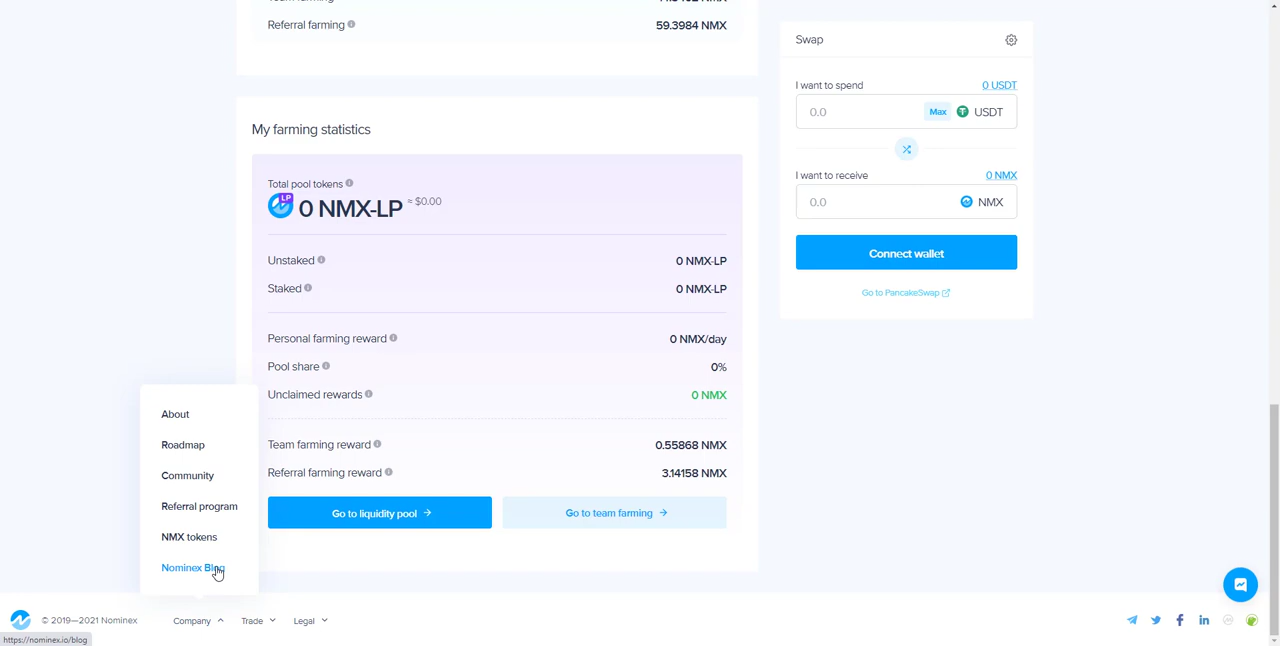 Referral farming
59.3984 NMX
My farming statistics
Total pool tokens
LP
0 NMX-LP ≈ $0.00
Unstaked
0 NMX-LP
Staked
0 NMX-LP
Personal farming reward
0 NMX/day
Pool share
0%
Unclaimed rewards
0 NMX
Team farming reward
0.55868 NMX
Referral farming reward
3.14158 NMX
Go to liquidity pool →
Go to team farming →
Swap
I want to spend
0 USDT
0.0
Max
USDT
I want to receive
0 NMX
0.0
NMX
Connect wallet
Go to PancakeSwap
About
Roadmap
Community
Referral program
NMX tokens
Nominex Blog
© 2019—2021 Nominex
Company
Trade
Legal
https://nominex.io/blog